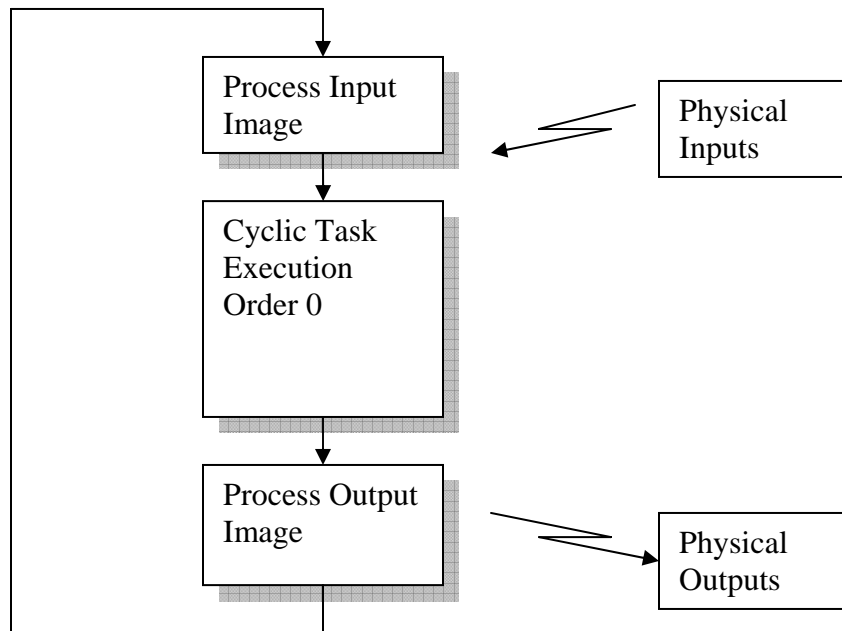 Process Input
Image
Physical
Inputs
Cyclic Task
Execution
Order 0
Process Output
Image
Physical
Outputs